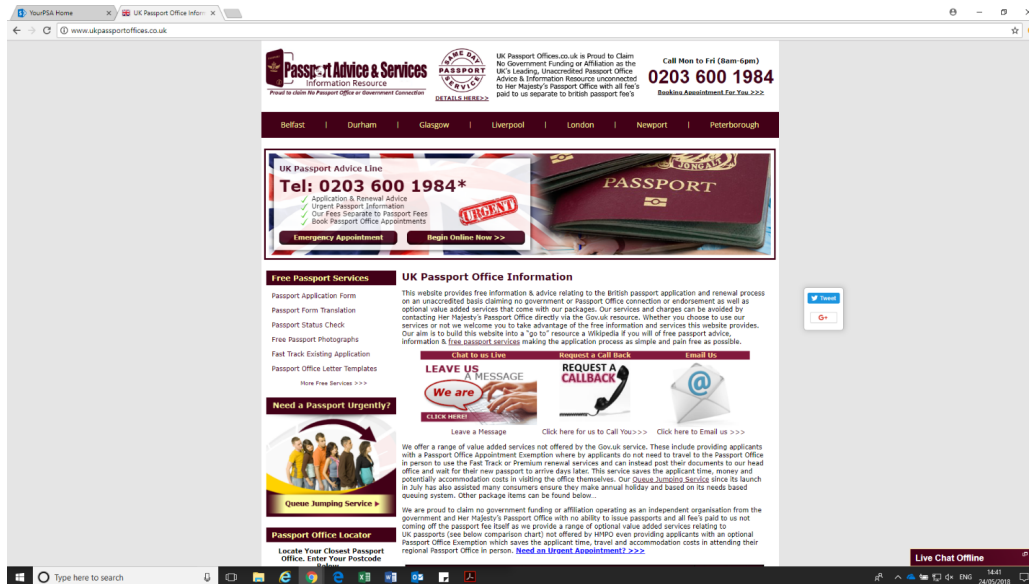 YourPSA Home
UK Passport Office Inform
www.ukpassportoffices.co.uk
Passport Advice & Services
Information Resource
Proud to claim No Passport Office or Government Connection
SAME DAY
PASSPORT
SERVICE
DETAILS HERE>>
UK Passport Offices.co.uk is Proud to Claim
No Government Funding or Affiliation as the
UK's Leading, Unaccredited Passport Office
Advice & Information Resource unconnected
to Her Majesty's Passport Office with all fee's
paid to us separate to british passport fee's
Call Mon to Fri (8am-6pm)
0203 600 1984
Booking Appointment For You >>>
Belfast | Durham | Glasgow | Liverpool | London | Newport | Peterborough
UK Passport Advice Line
Tel: 0203 600 1984*
Application & Renewal Advice
Urgent Passport Information
Our Fees Separate to Passport Fees
Book Passport Office Appointments
URGENT
Emergency Appointment
Begin Online Now >>
PASSPORT
Free Passport Services
Passport Application Form
Passport Form Translation
Passport Status Check
Free Passport Photographs
Fast Track Existing Application
Passport Office Letter Templates
More Free Services >>>
Need a Passport Urgently?
Queue Jumping Service
Passport Office Locator
Locate Your Closest Passport
Office. Enter Your Postcode
UK Passport Office Information
This website provides free information & advice relating to the British passport application and renewal process
on an unaccredited basis claiming no government or Passport Office connection or endorsement as well as
optional value added services that come with our packages. Our services and charges can be avoided by
contacting Her Majesty's Passport Office directly via the Gov.uk resource. Whether you choose to use our
services or not we welcome you to take advantage of the free information and services this website provides.
Our aim is to build this website into a "go to" resource a Wikipedia if you will of free passport advice,
information & free passport services making the application process as simple and pain free as possible.
Chat to us Live
Request a Call Back
Email Us
LEAVE US
A MESSAGE
We are
CLICK HERE!
REQUEST A
CALLBACK
@
Leave a Message
Click here for us to Call You>>>
Click here to Email us >>>
We offer a range of value added services not offered by the Gov.uk service. These include providing applicants
with a Passport Office Appointment Exemption where by applicants do not need to travel to the Passport Office
in person to use the Fast Track or Premium renewal services and can instead post their documents to our head
office and wait for their new passport to arrive days later. This service saves the applicant time, money and
potentially accommodation costs in visiting the office themselves. Our Queue Jumping Service since its launch
in July has also assisted many consumers ensure they make annual holiday and based on its needs based
queuing system. Other package items can be found below...
We are proud to claim no government funding or affiliation operating as an independent organisation from the
government and Her Majesty's Passport Office with no ability to issue passports and all fee's paid to us not
coming off the passport fee itself as we provide a range of optional value added services relating to
UK passports (see below comparison chart) not offered by HMPO even providing applicants with an optional
Passport Office Exemption which saves the applicant time, travel and accommodation costs in attending their
regional Passport Office in person. Need an Urgent Appointment? >>>
Tweet
G+
Live Chat Offline
Type here to search
ENG
14:41
24/05/2018